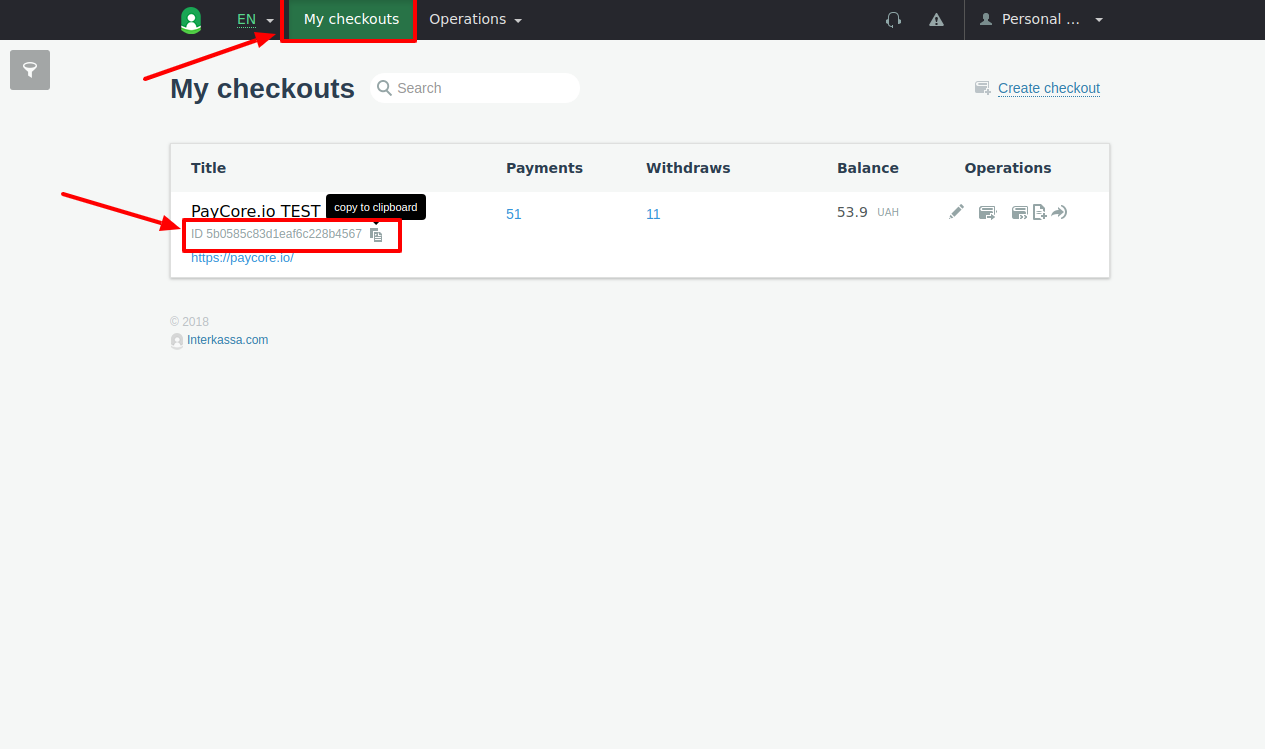 EN My checkouts Operations Personal ...
My checkouts Search Create checkout
Title Payments Withdraws Balance Operations
PayCore.io TEST copy to clipboard 51 11 53.9 UAH
ID 5b0585c83d1eaf6c228b4567
https://paycore.io/
© 2018
Interkassa.com